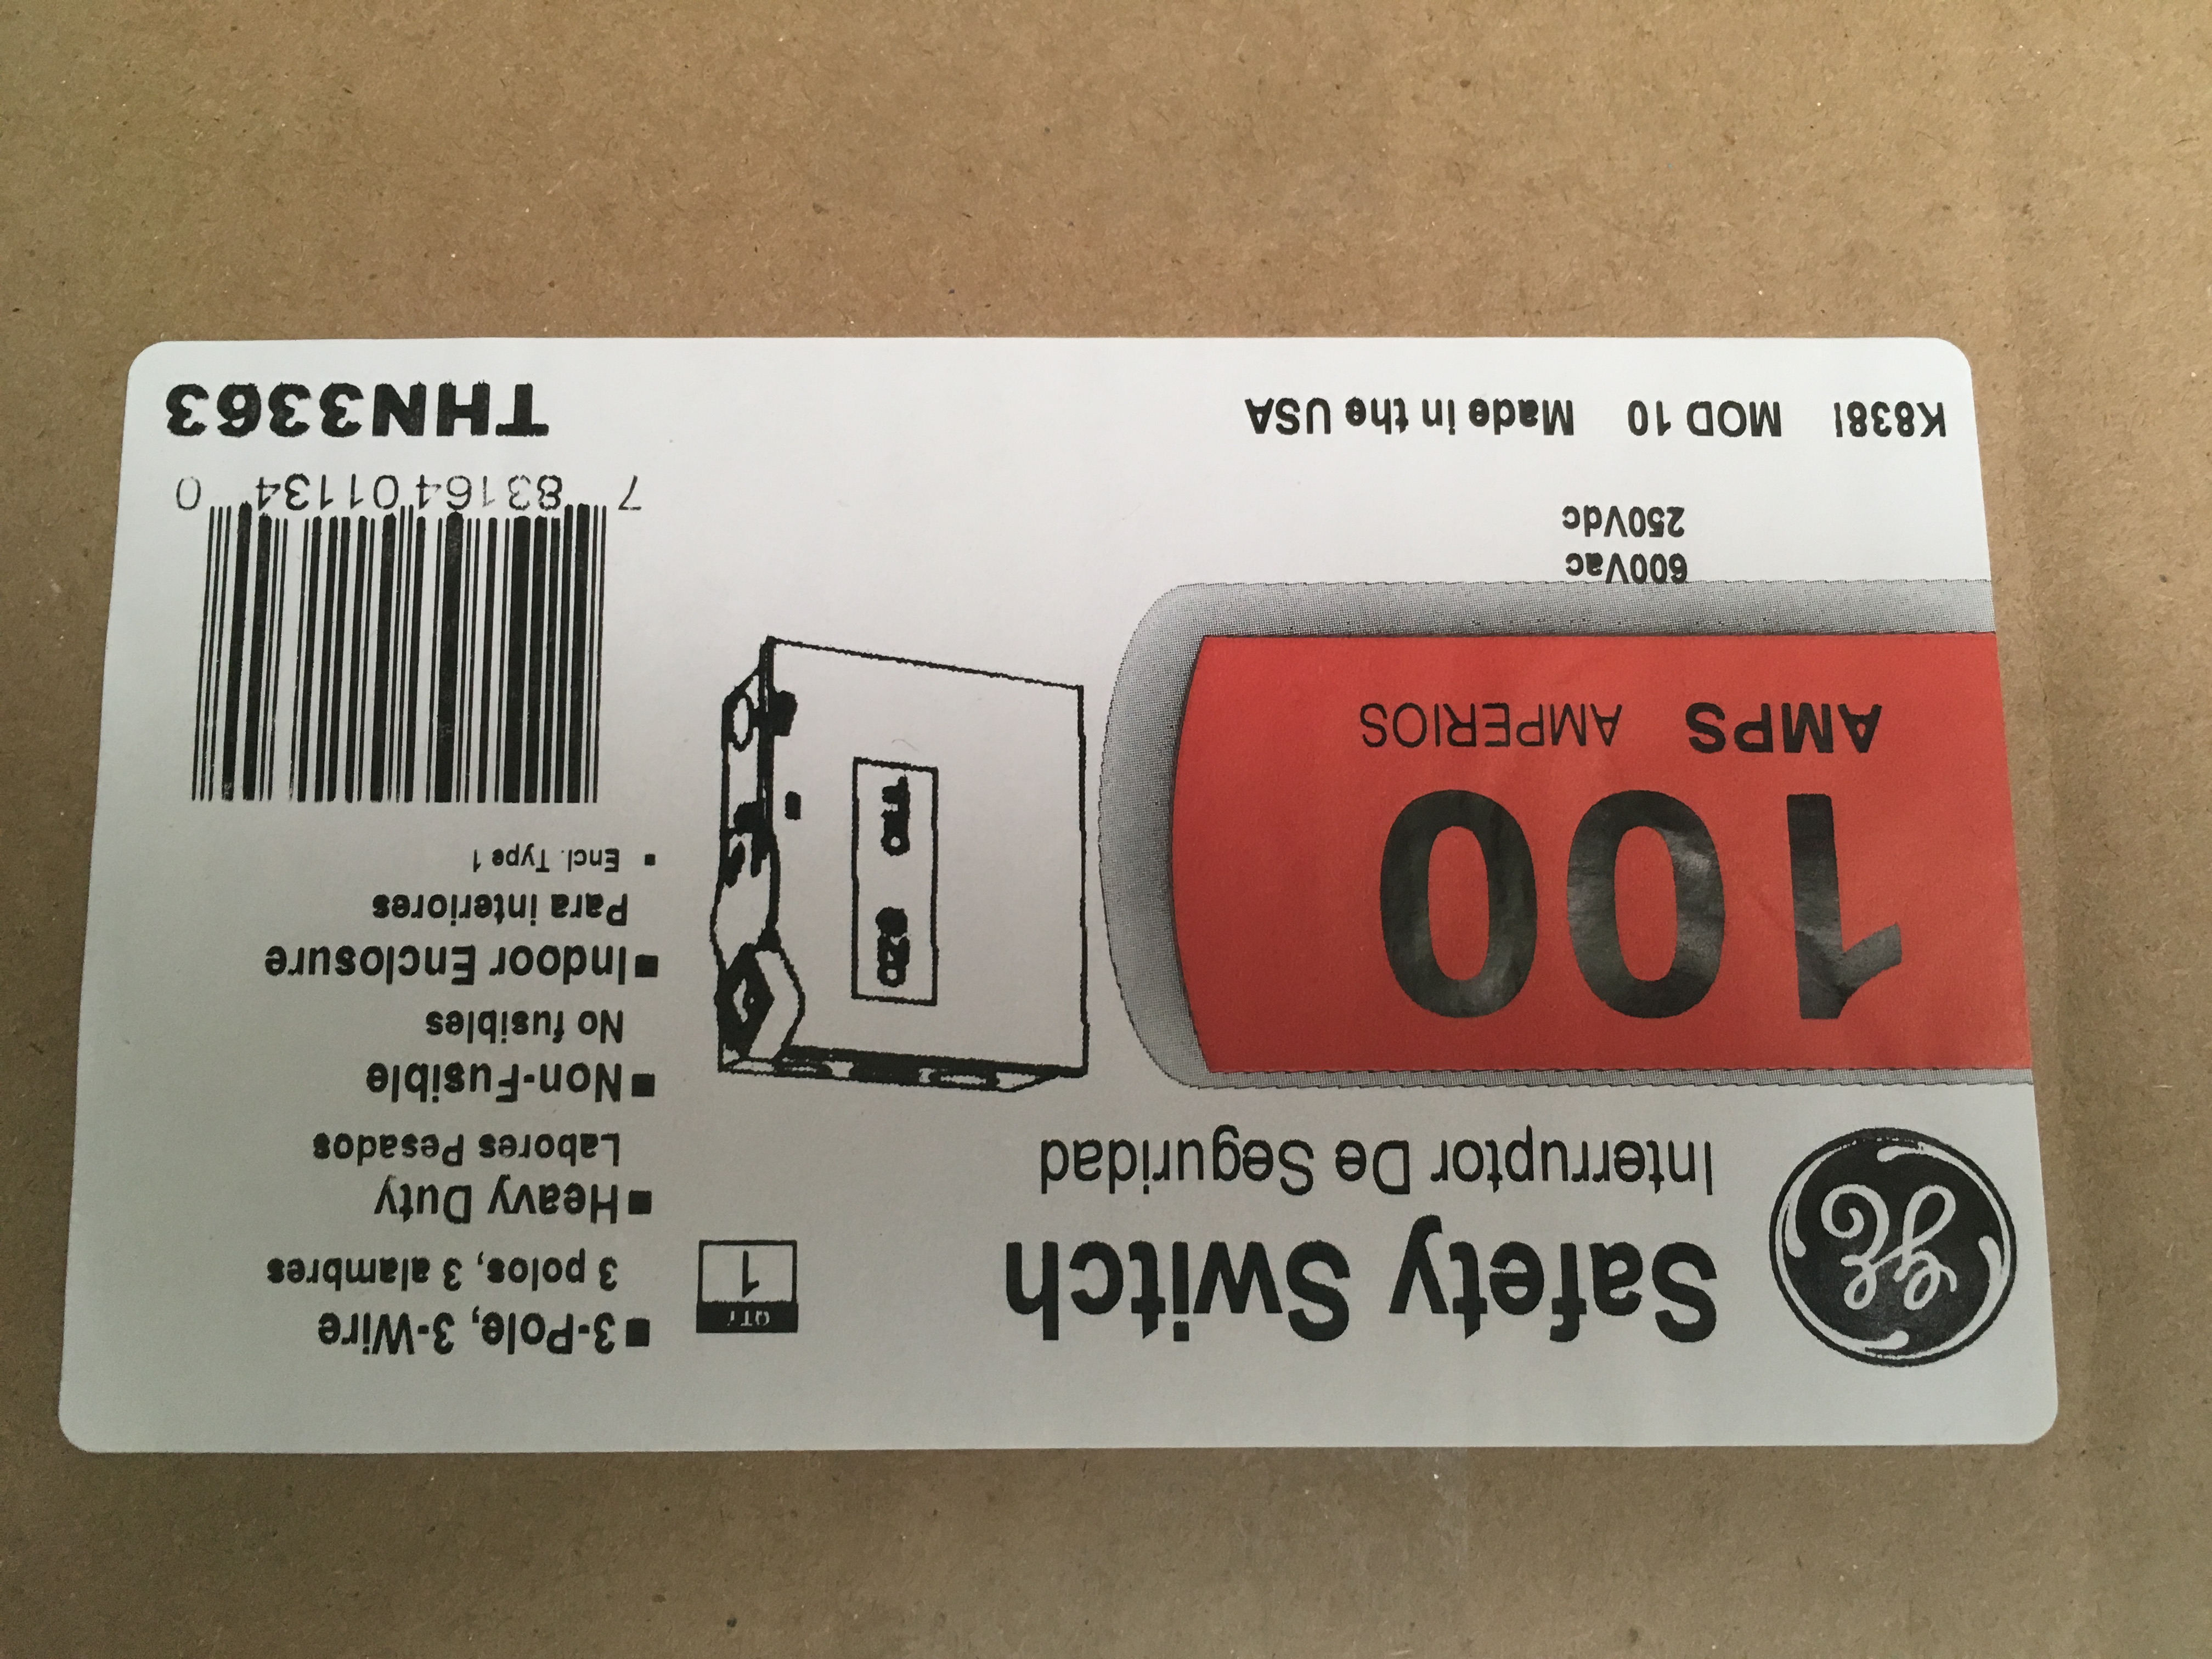 GE
Safety Switch
Interruptor De Seguridad
QTY
1
100
AMPS AMPERIOS
600Vac
250Vdc
K838I MOD 10 Made in the USA
▪ 3-Pole, 3-Wire
3 polos, 3 alambres
▪ Heavy Duty
Labores Pesados
▪ Non-Fusible
No fusibles
▪ Indoor Enclosure
Para interiores
▪ Encl. Type 1
7 83164 01134 0
THN3363